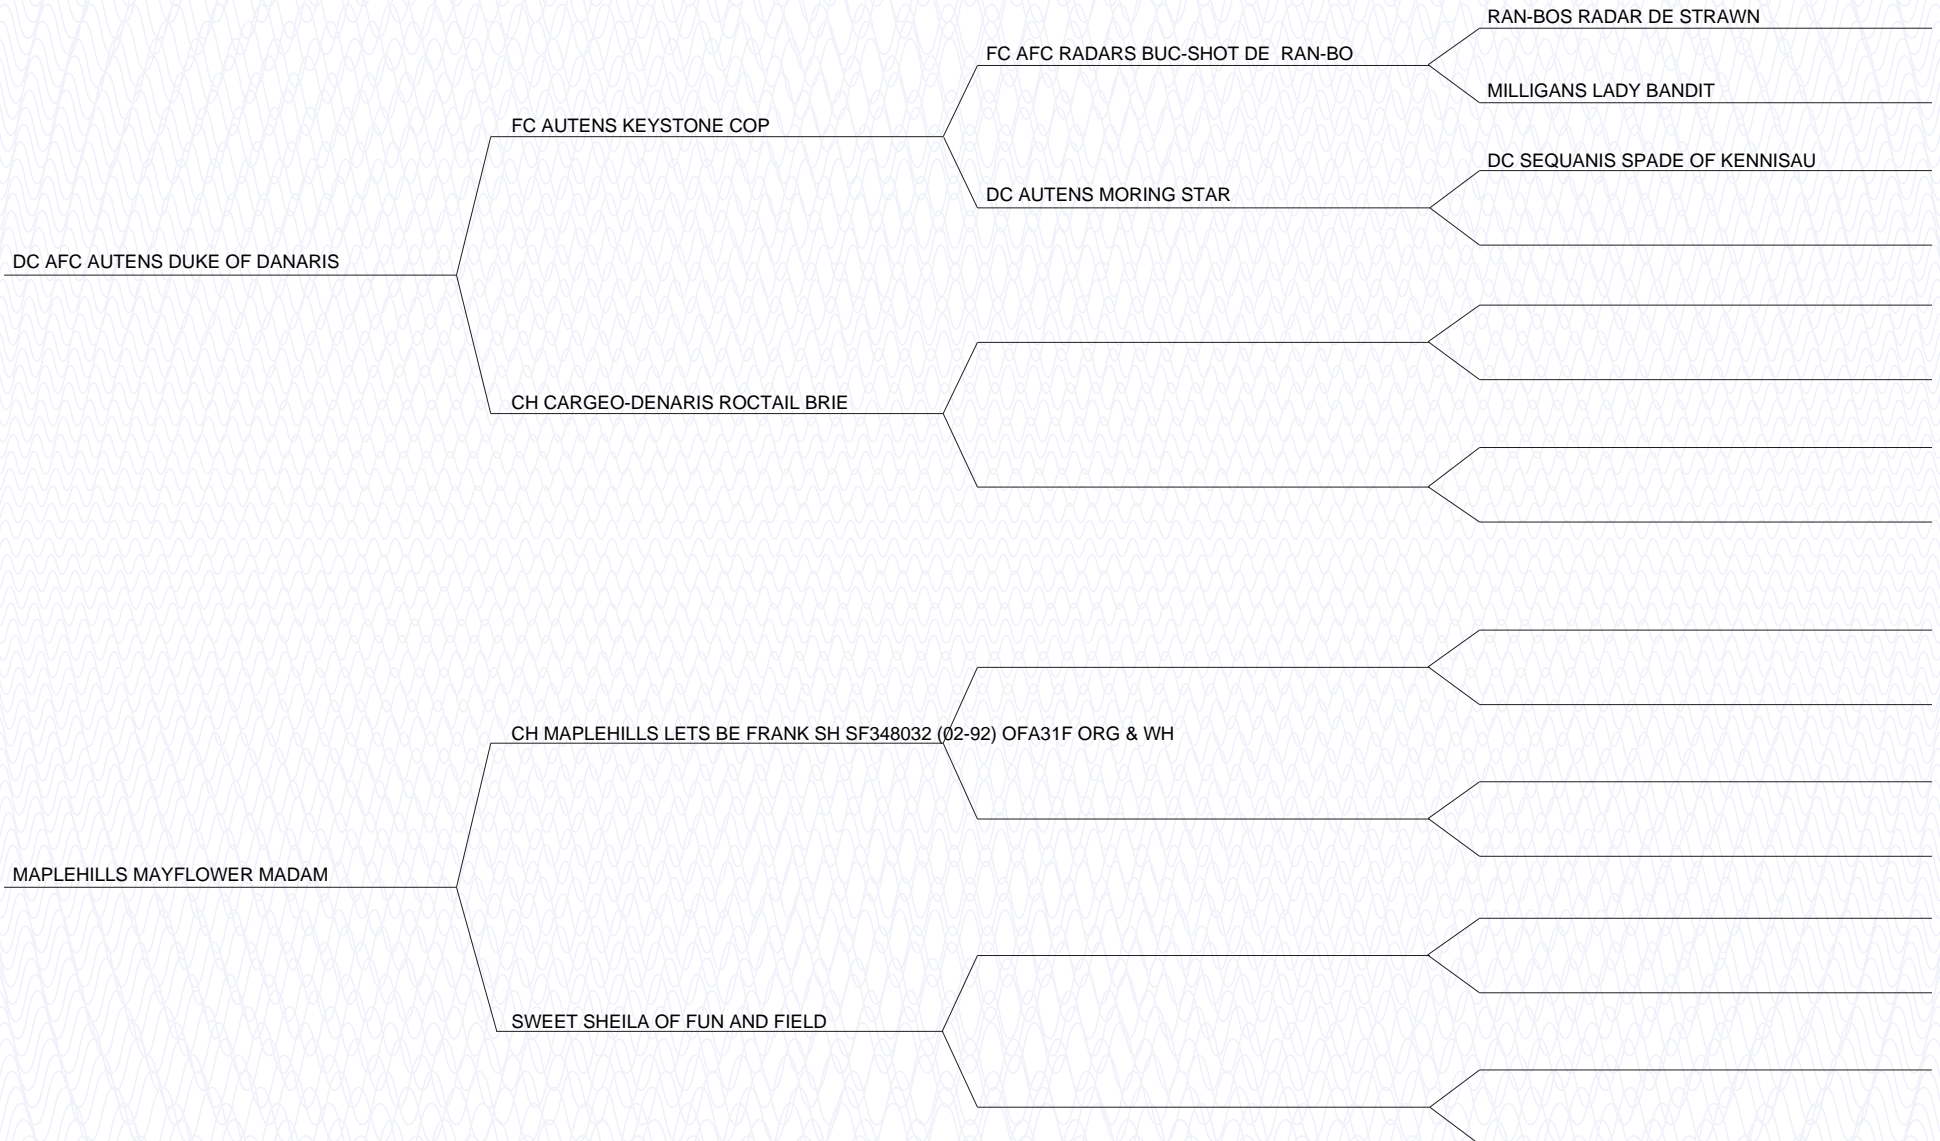 RAN-BOS RADAR DE STRAWN
FC AFC RADARS BUC-SHOT DE  RAN-BO
MILLIGANS LADY BANDIT
FC AUTENS KEYSTONE COP
DC SEQUANIS SPADE OF KENNISAU
DC AUTENS MORING STAR
DC AFC AUTENS DUKE OF DANARIS
CH CARGEO-DENARIS ROCTAIL BRIE
CH MAPLEHILLS LETS BE FRANK SH SF348032 (02-92) OFA31F ORG & WH
MAPLEHILLS MAYFLOWER MADAM
SWEET SHEILA OF FUN AND FIELD